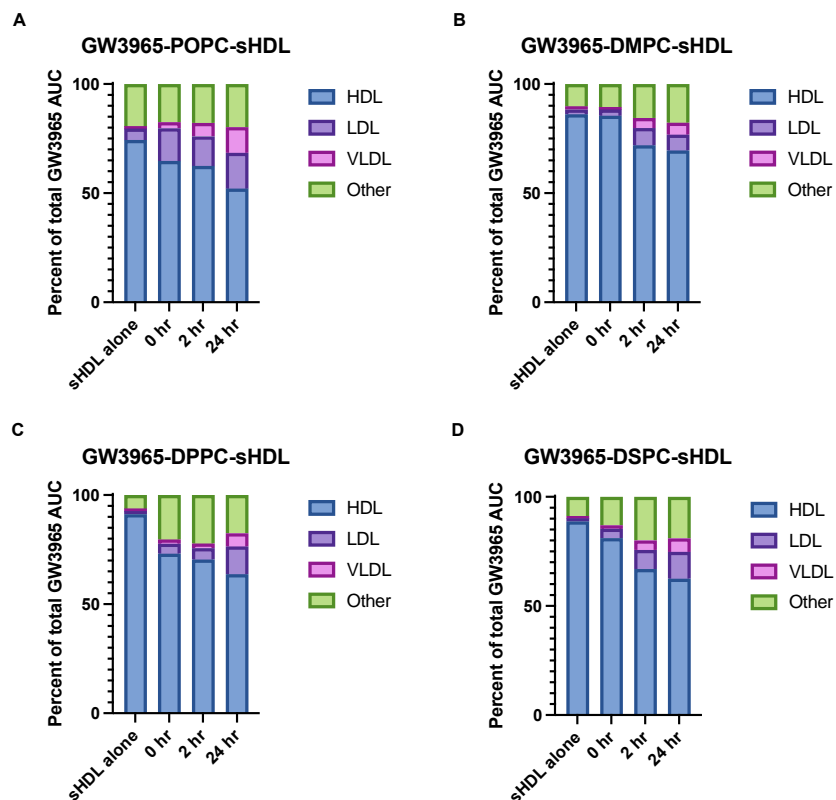 A
GW3965-POPC-sHDL
Percent of total GW3965 AUC
100
50
0
sHDL alone
0 hr
2 hr
24 hr
HDL
LDL
VLDL
Other
B
GW3965-DMPC-sHDL
Percent of total GW3965 AUC
100
50
0
sHDL alone
0 hr
2 hr
24 hr
HDL
LDL
VLDL
Other
C
GW3965-DPPC-sHDL
Percent of total GW3965 AUC
100
50
0
sHDL alone
0 hr
2 hr
24 hr
HDL
LDL
VLDL
Other
D
GW3965-DSPC-sHDL
Percent of total GW3965 AUC
100
50
0
sHDL alone
0 hr
2 hr
24 hr
HDL
LDL
VLDL
Other